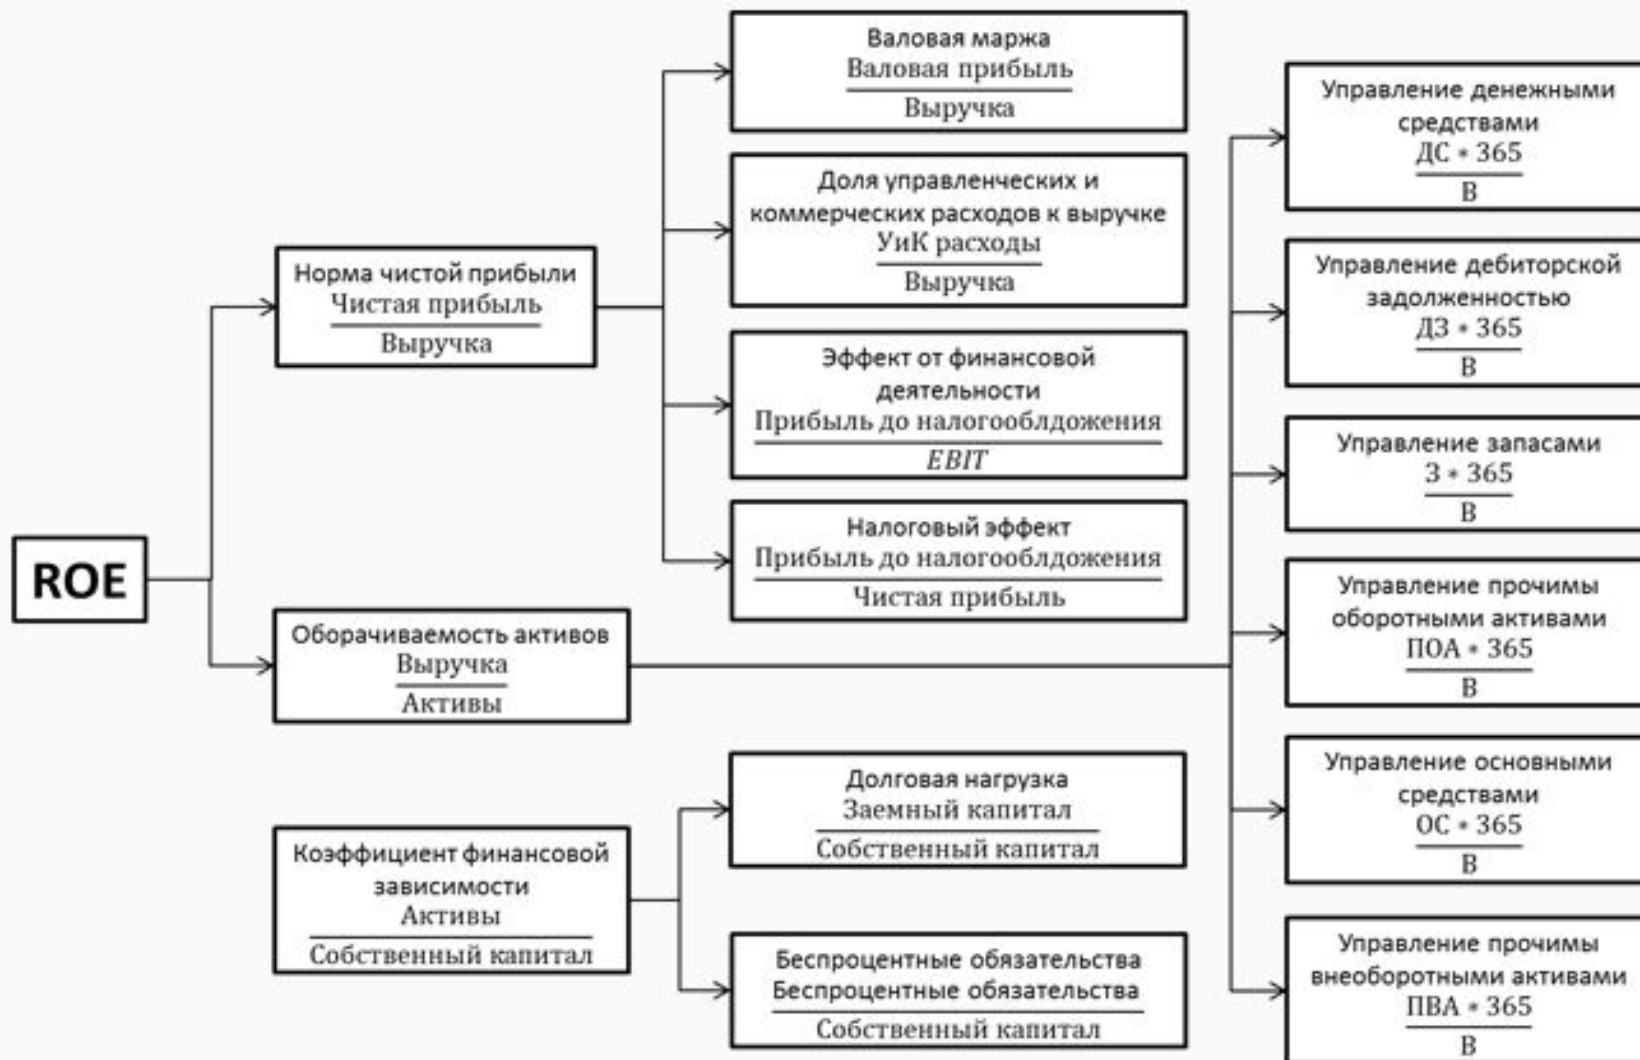 ROE
Норма чистой прибыли
Чистая прибыль
Выручка
Оборачиваемость активов
Выручка
Активы
Коэффициент финансовой
зависимости
Активы
Собственный капитал
Валовая маржа
Валовая прибыль
Выручка
Доля управленческих и
коммерческих расходов к выручке
УиК расходы
Выручка
Эффект от финансовой
деятельности
Прибыль до налогооблдожения
EBIT
Налоговый эффект
Прибыль до налогооблдожения
Чистая прибыль
Долговая нагрузка
Заемный капитал
Собственный капитал
Беспроцентные обязательства
Беспроцентные обязательства
Собственный капитал
Управление денежными
средствами
ДС * 365
В
Управление дебиторской
задолженностью
ДЗ * 365
В
Управление запасами
З * 365
В
Управление прочимы
оборотными активами
ПОА * 365
В
Управление основными
средствами
ОС * 365
В
Управление прочимы
внеоборотными активами
ПВА * 365
В